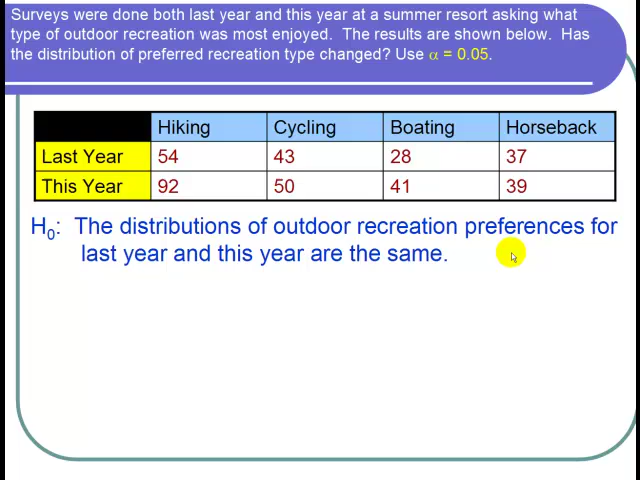 Surveys were done both last year and this year at a summer resort asking what
type of outdoor recreation was most enjoyed.  The results are shown below.  Has
the distribution of preferred recreation type changed?  Use α = 0.05.
Hiking Cycling Boating Horseback
Last Year 54 43 28 37
This Year 92 50 41 39
H₀:  The distributions of outdoor recreation preferences for
last year and this year are the same.